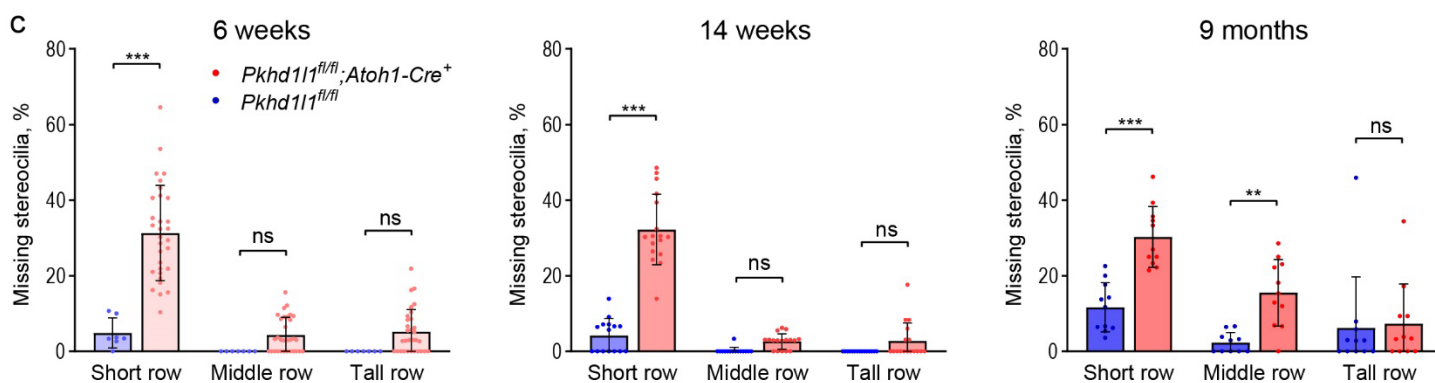 C
6 weeks
Missing stereocilia, %
80
60
40
20
0
***
ns
ns
Pkhd1l1fl/fl;Atoh1-Cre+
Pkhd1l1fl/fl
Short row Middle row Tall row
14 weeks
Missing stereocilia, %
80
60
40
20
0
***
ns
ns
Short row Middle row Tall row
9 months
Missing stereocilia, %
80
60
40
20
0
***
**
ns
Short row Middle row Tall row